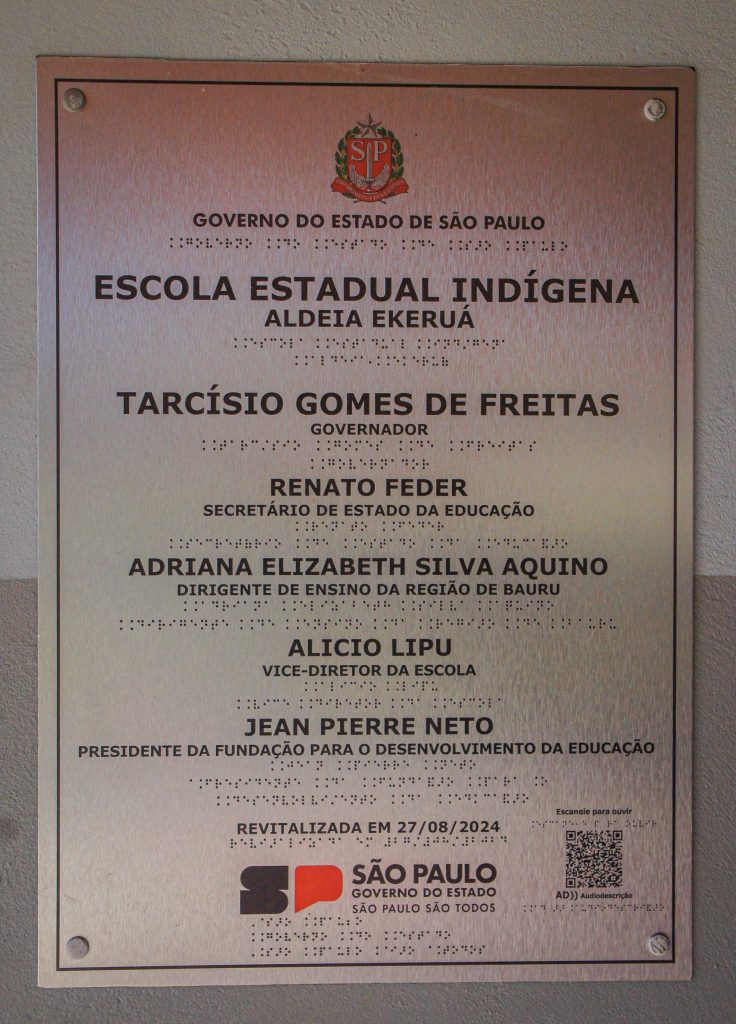 SP
GOVERNO DO ESTADO DE SÃO PAULO
ESCOLA ESTADUAL INDÍGENA
ALDEIA EKERUÁ
TARCÍSIO GOMES DE FREITAS
GOVERNADOR
RENATO FEDER
SECRETÁRIO DE ESTADO DA EDUCAÇÃO
ADRIANA ELIZABETH SILVA AQUINO
DIRIGENTE DE ENSINO DA REGIÃO DE BAURU
ALICIO LIPU
VICE-DIRETOR DA ESCOLA
JEAN PIERRE NETO
PRESIDENTE DA FUNDAÇÃO PARA O DESENVOLVIMENTO DA EDUCAÇÃO
REVITALIZADA EM 27/08/2024
Escaneie para ouvir
AD)) Audiodescrição
SP
SÃO PAULO
GOVERNO DO ESTADO
SÃO PAULO SÃO TODOS